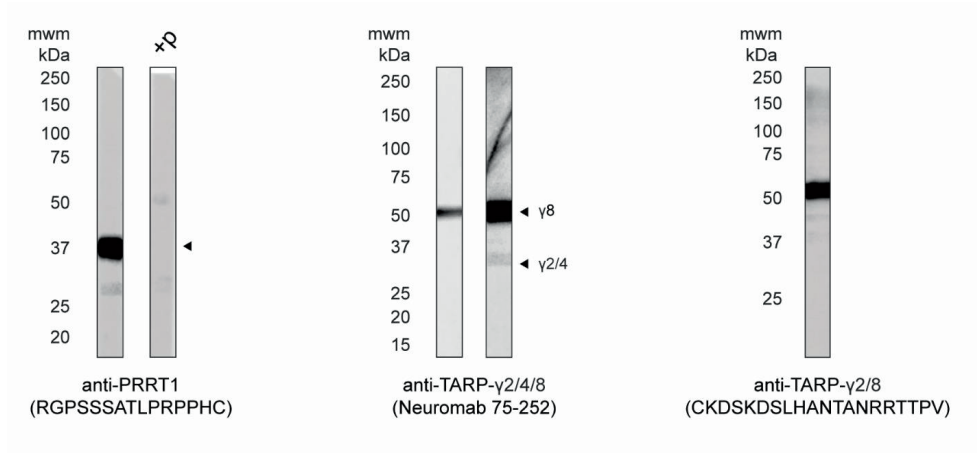 mwm
kDa
250
150
100
75
50
37
25
20
+p
anti-PRRT1
(RGPSSSATLPRPPHC)
mwm
kDa
250
150
100
75
50
37
25
20
15
γ8
γ2/4
anti-TARP-γ2/4/8
(Neuromab 75-252)
mwm
kDa
250
150
100
75
50
37
25
anti-TARP-γ2/8
(CKDSKDSLHANTANRRTTPV)